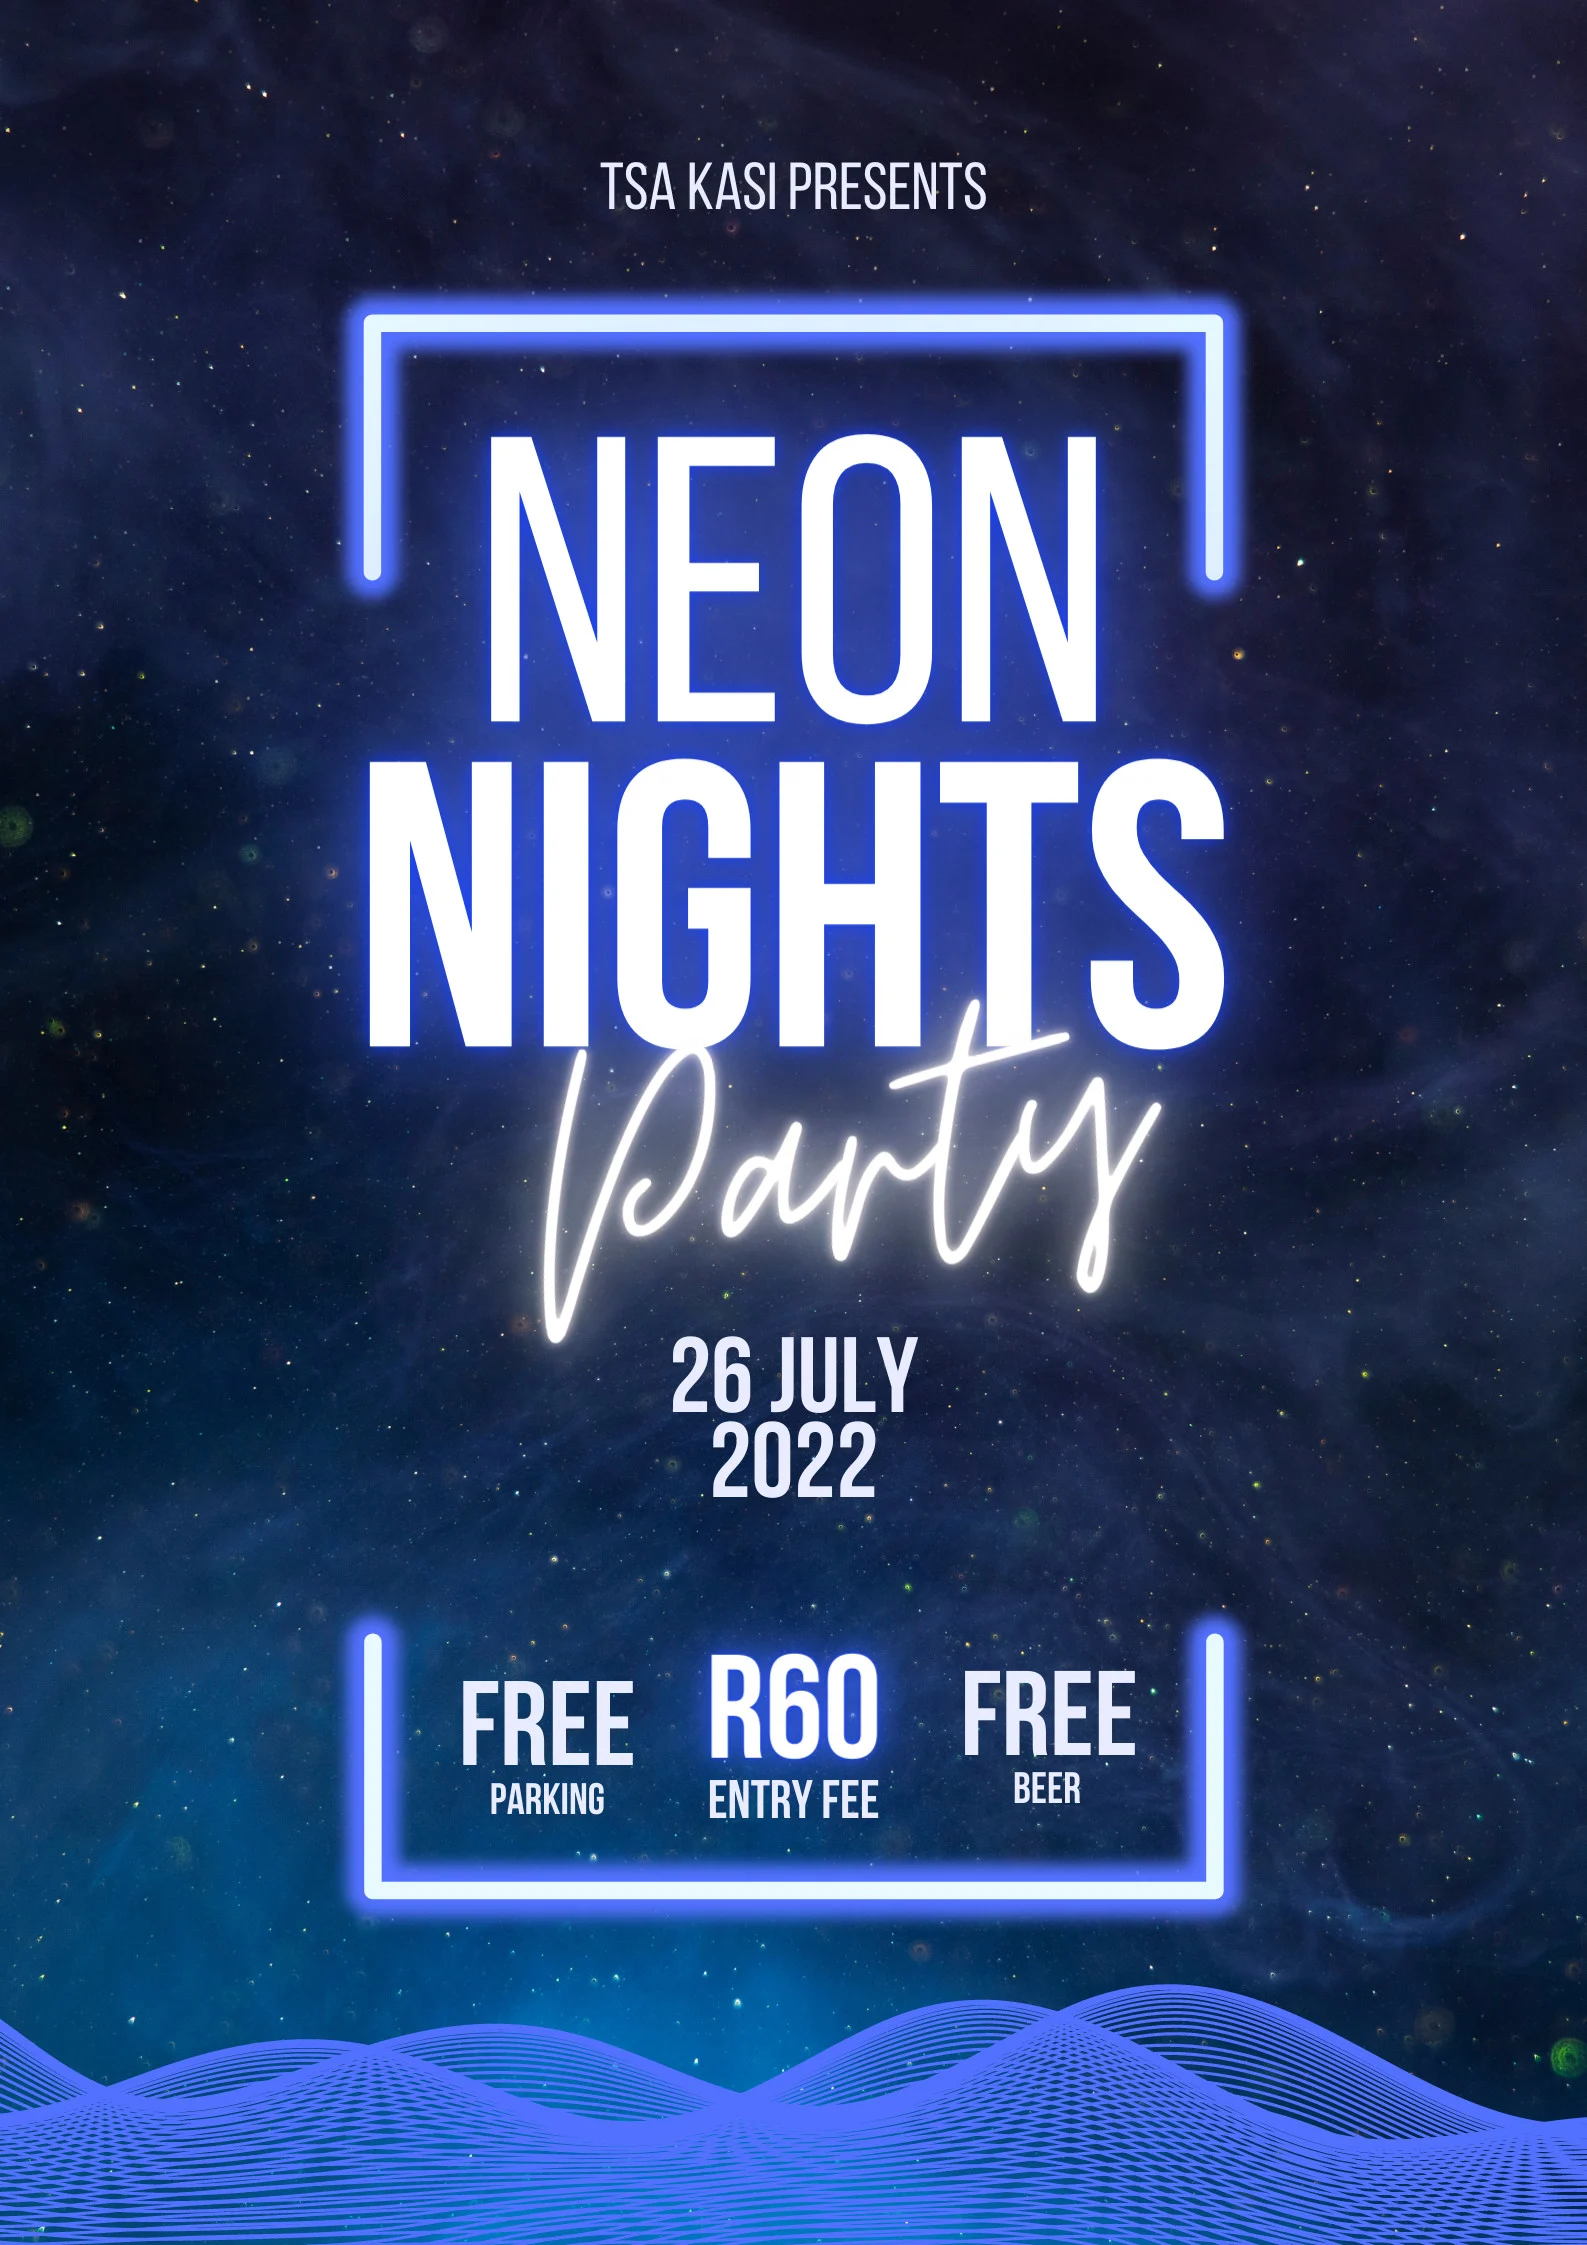 TSA KASI PRESENTS
NEON
NIGHTS
Party
26 JULY
2022
FREE
PARKING
R60
ENTRY FEE
FREE
BEER